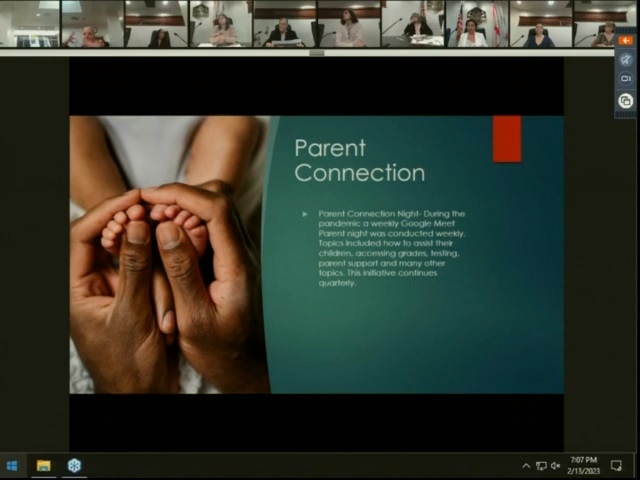 Parent
Connection
Parent Connection Night- During the
pandemic a weekly Google Meet
Parent night was conducted weekly.
Topics included how to assist their
children, accessing grades, testing,
parent support and many other
topics. This initiative continues
quarterly.
7:07 PM
2/13/2023